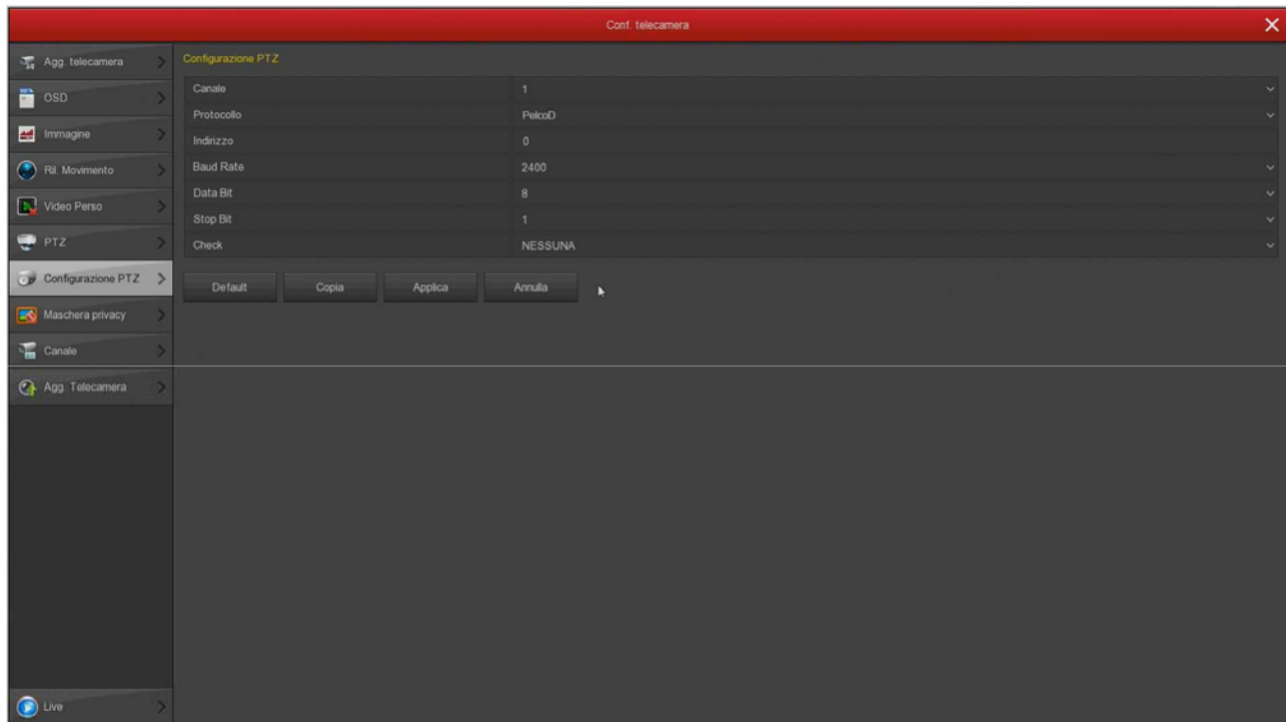 Conf. telecamera
Agg. telecamera
OSD
Immagine
Ril. Movimento
Video Perso
PTZ
Configurazione PTZ
Maschera privacy
Canale
Agg. Telecamera
Live
Configurazione PTZ
Canale 1
Protocollo PelcoD
Indirizzo 0
Baud Rate 2400
Data Bit 8
Stop Bit 1
Check NESSUNA
Default Copia Applica Annulla